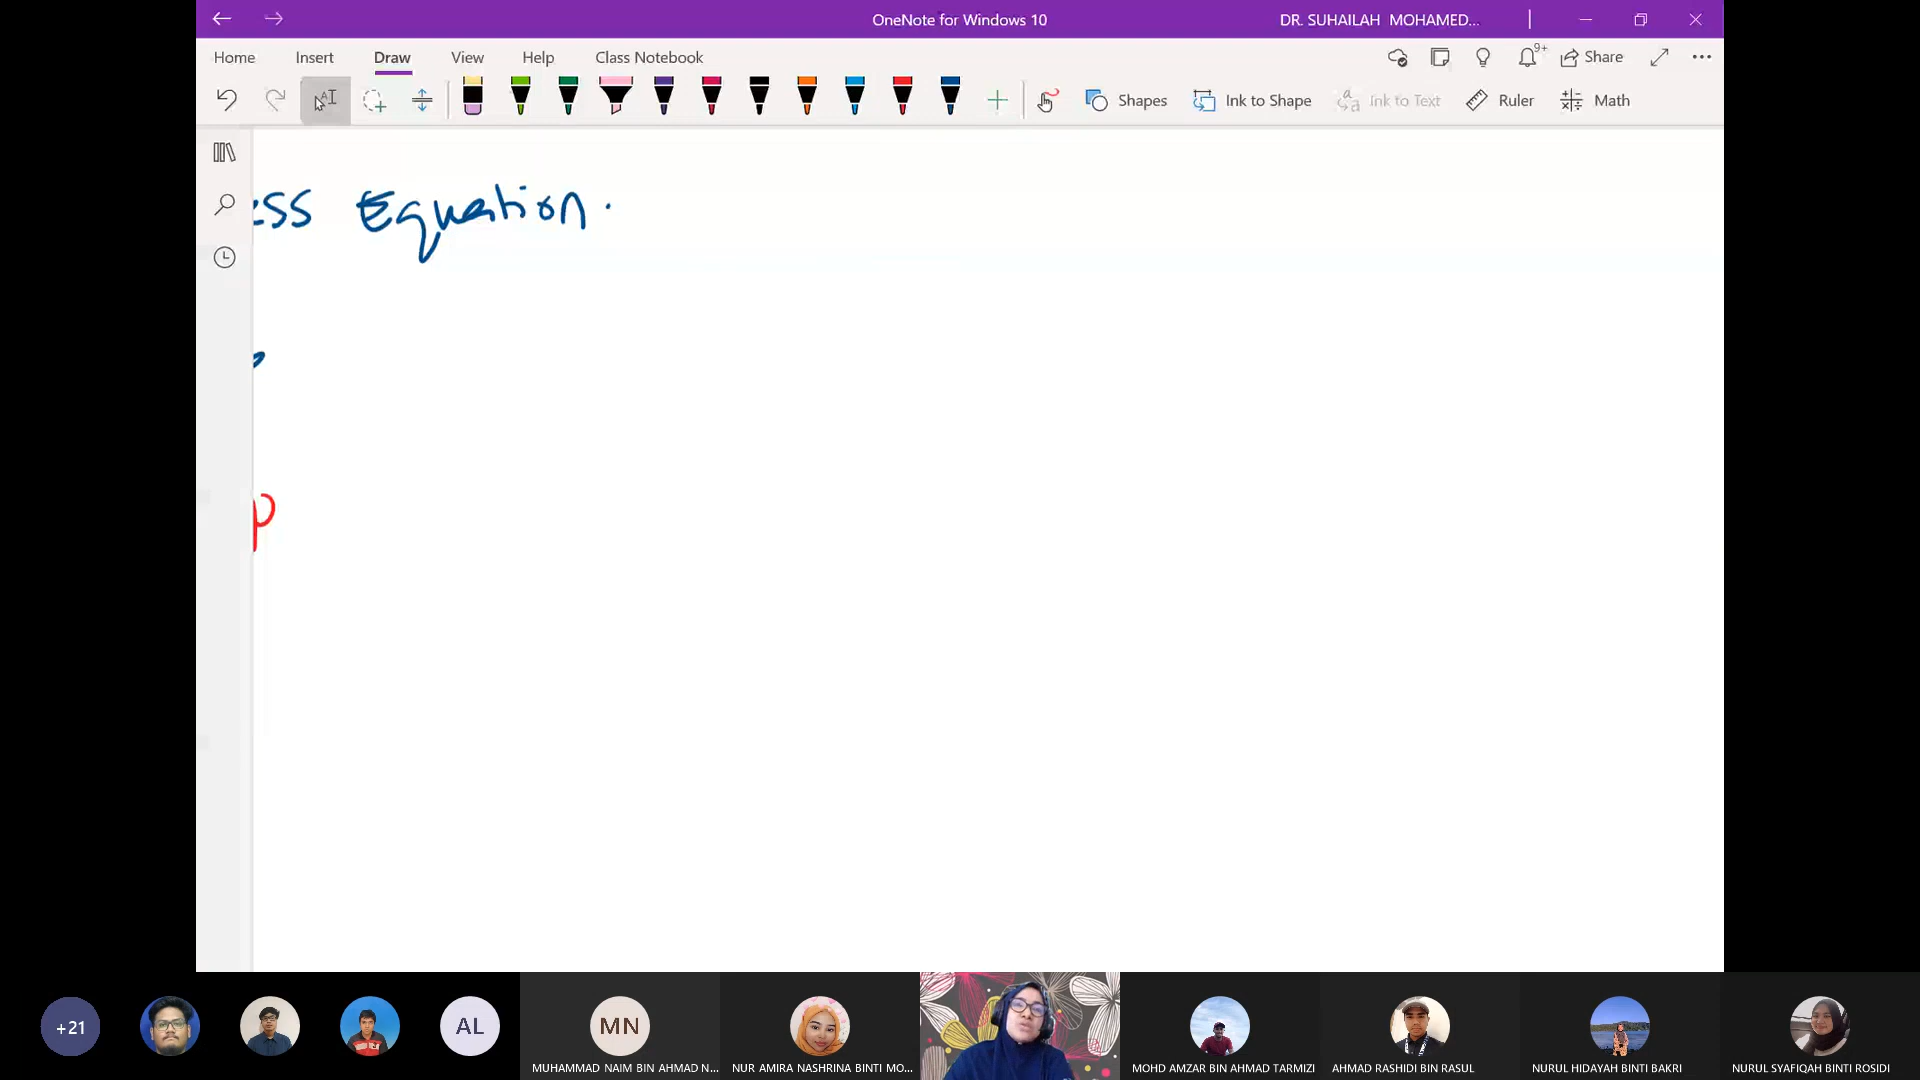 OneNote for Windows 10
DR. SUHAILAH MOHAMED...
Home Insert Draw View Help Class Notebook
9+
Share
Shapes Ink to Shape Ink to Text Ruler Math
ess Equation.
p
+21
AL
MN
MUHAMMAD NAIM BIN AHMAD N...
NUR AMIRA NASHRINA BINTI MO...
MOHD AMZAR BIN AHMAD TARMIZI
AHMAD RASHIDI BIN RASUL
NURUL HIDAYAH BINTI BAKRI
NURUL SYAFIQAH BINTI ROSIDI